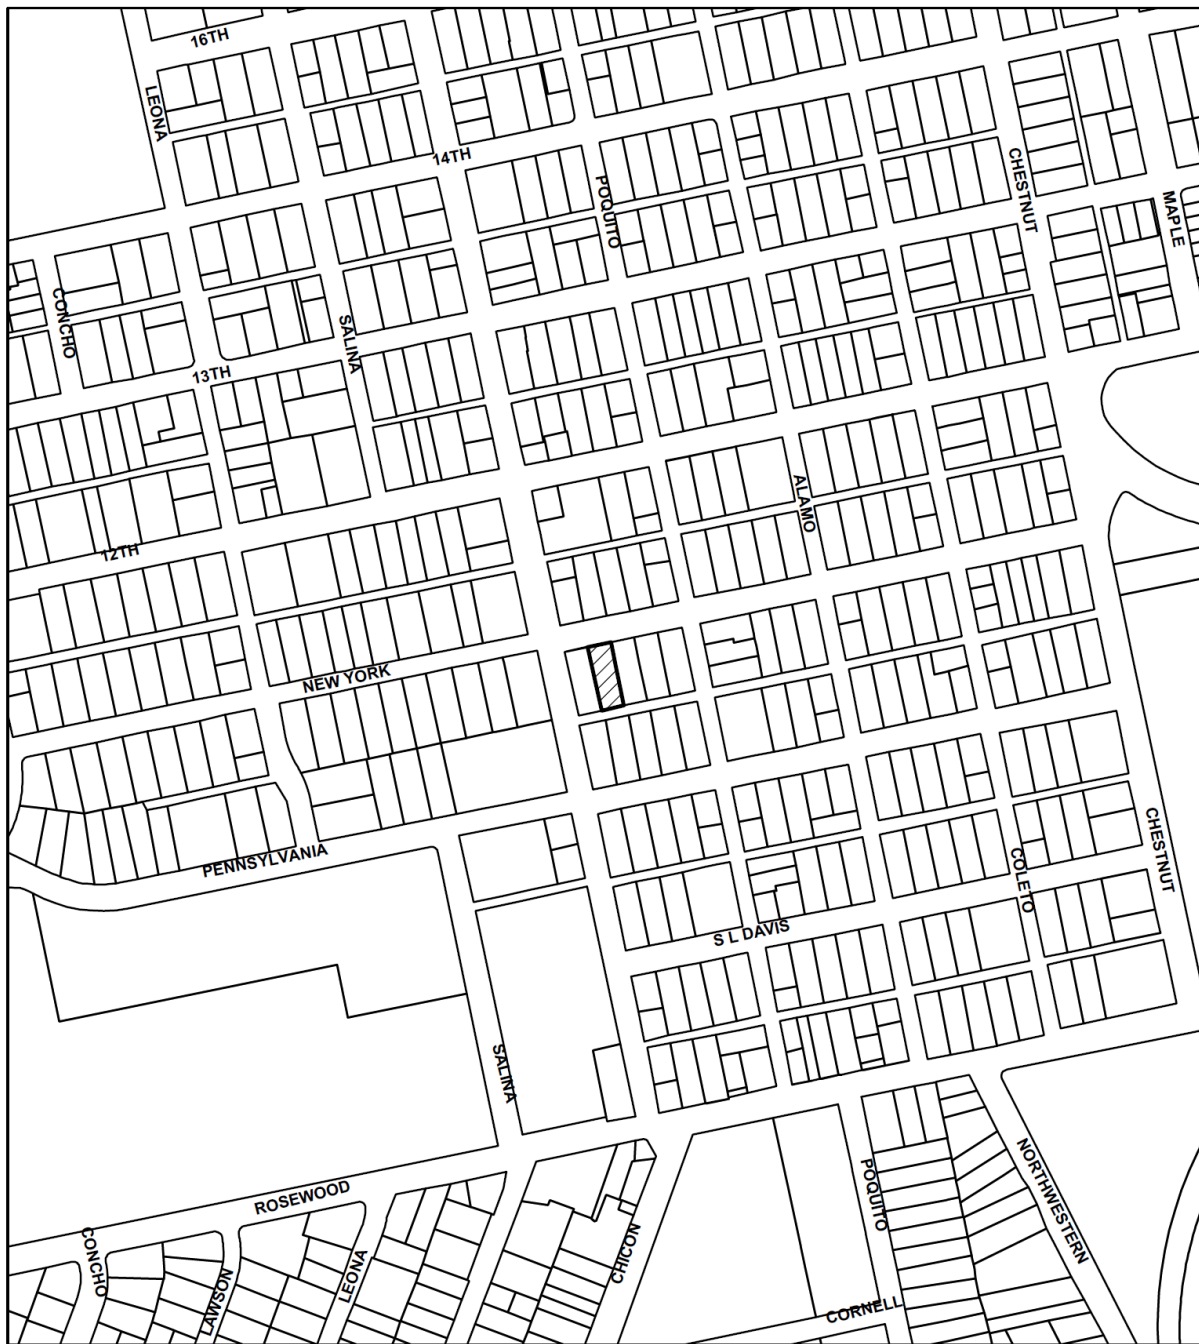 16TH
LEONA
14TH
CHESTNUT
POQUITO
MAPLE
CONCHO
SALINA
13TH
ALAMO
12TH
NEW YORK
CHESTNUT
PENNSYLVANIA
COLETO
S L DAVIS
SALINA
NORTHWESTERN
POQUITO
ROSEWOOD
CHICON
CONCHO
LEONA
LAWSON
CORNELL